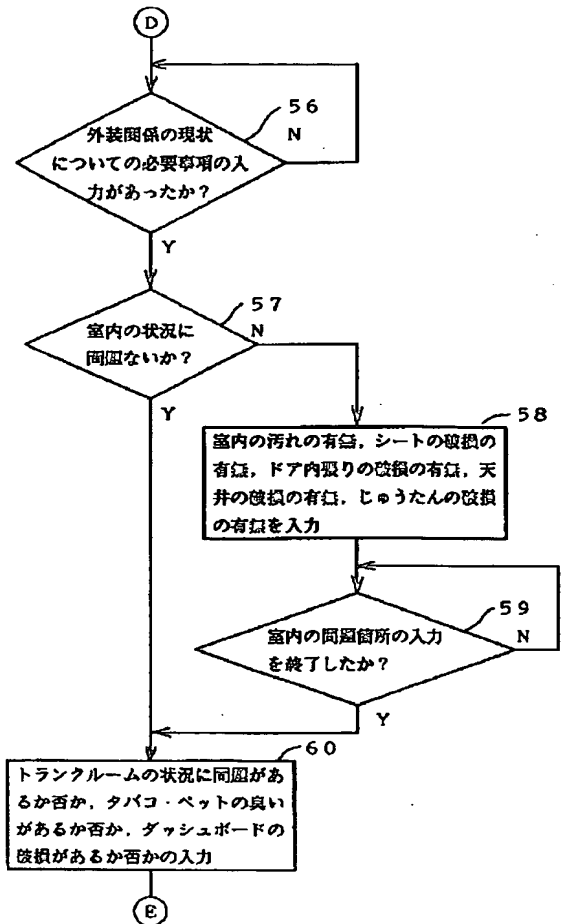 D
56
N
外装関係の現状
についての必要事項の入
力があったか?
Y
57
N
室内の状況に
問題ないか?
Y
58
室内の汚れの有無,シートの破損の
有無,ドア内張りの破損の有無,天
井の破損の有無,じゅうたんの破損
の有無を入力
59
N
室内の問題箇所の入力
を終了したか?
Y
60
トランクルームの状況に問題があ
るか否か,タバコ・ペットの臭い
があるか否か,ダッシュボードの
破損があるか否かの入力
E